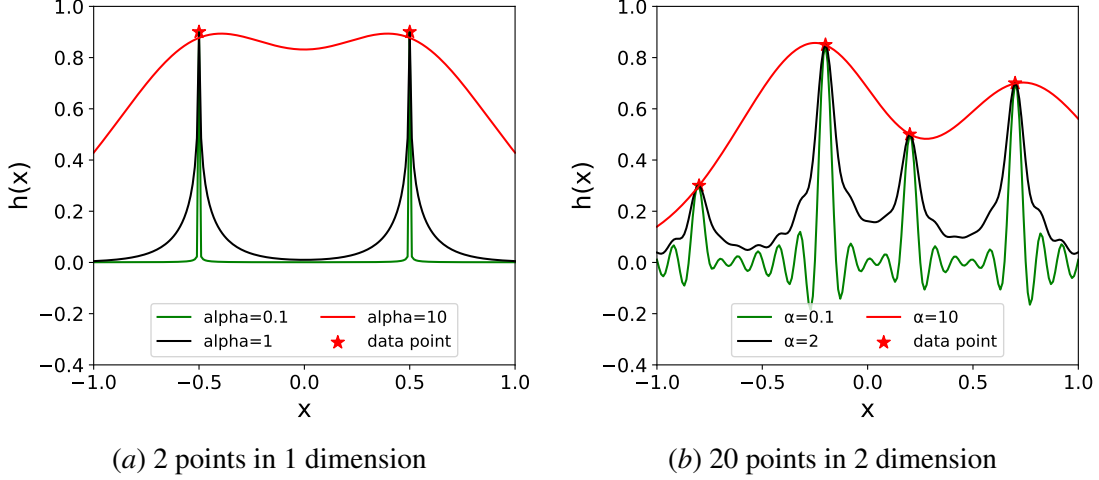 1.0
0.8
0.6
0.4
0.2
0.0
−0.2
−0.4
h(x)
alpha=0.1
alpha=1
alpha=10
data point
−1.0 −0.5 0.0 0.5 1.0
x
(a) 2 points in 1 dimension
1.0
0.8
0.6
0.4
0.2
0.0
−0.2
−0.4
h(x)
α=0.1
α=2
α=10
data point
−1.0 −0.5 0.0 0.5 1.0
x
(b) 20 points in 2 dimension